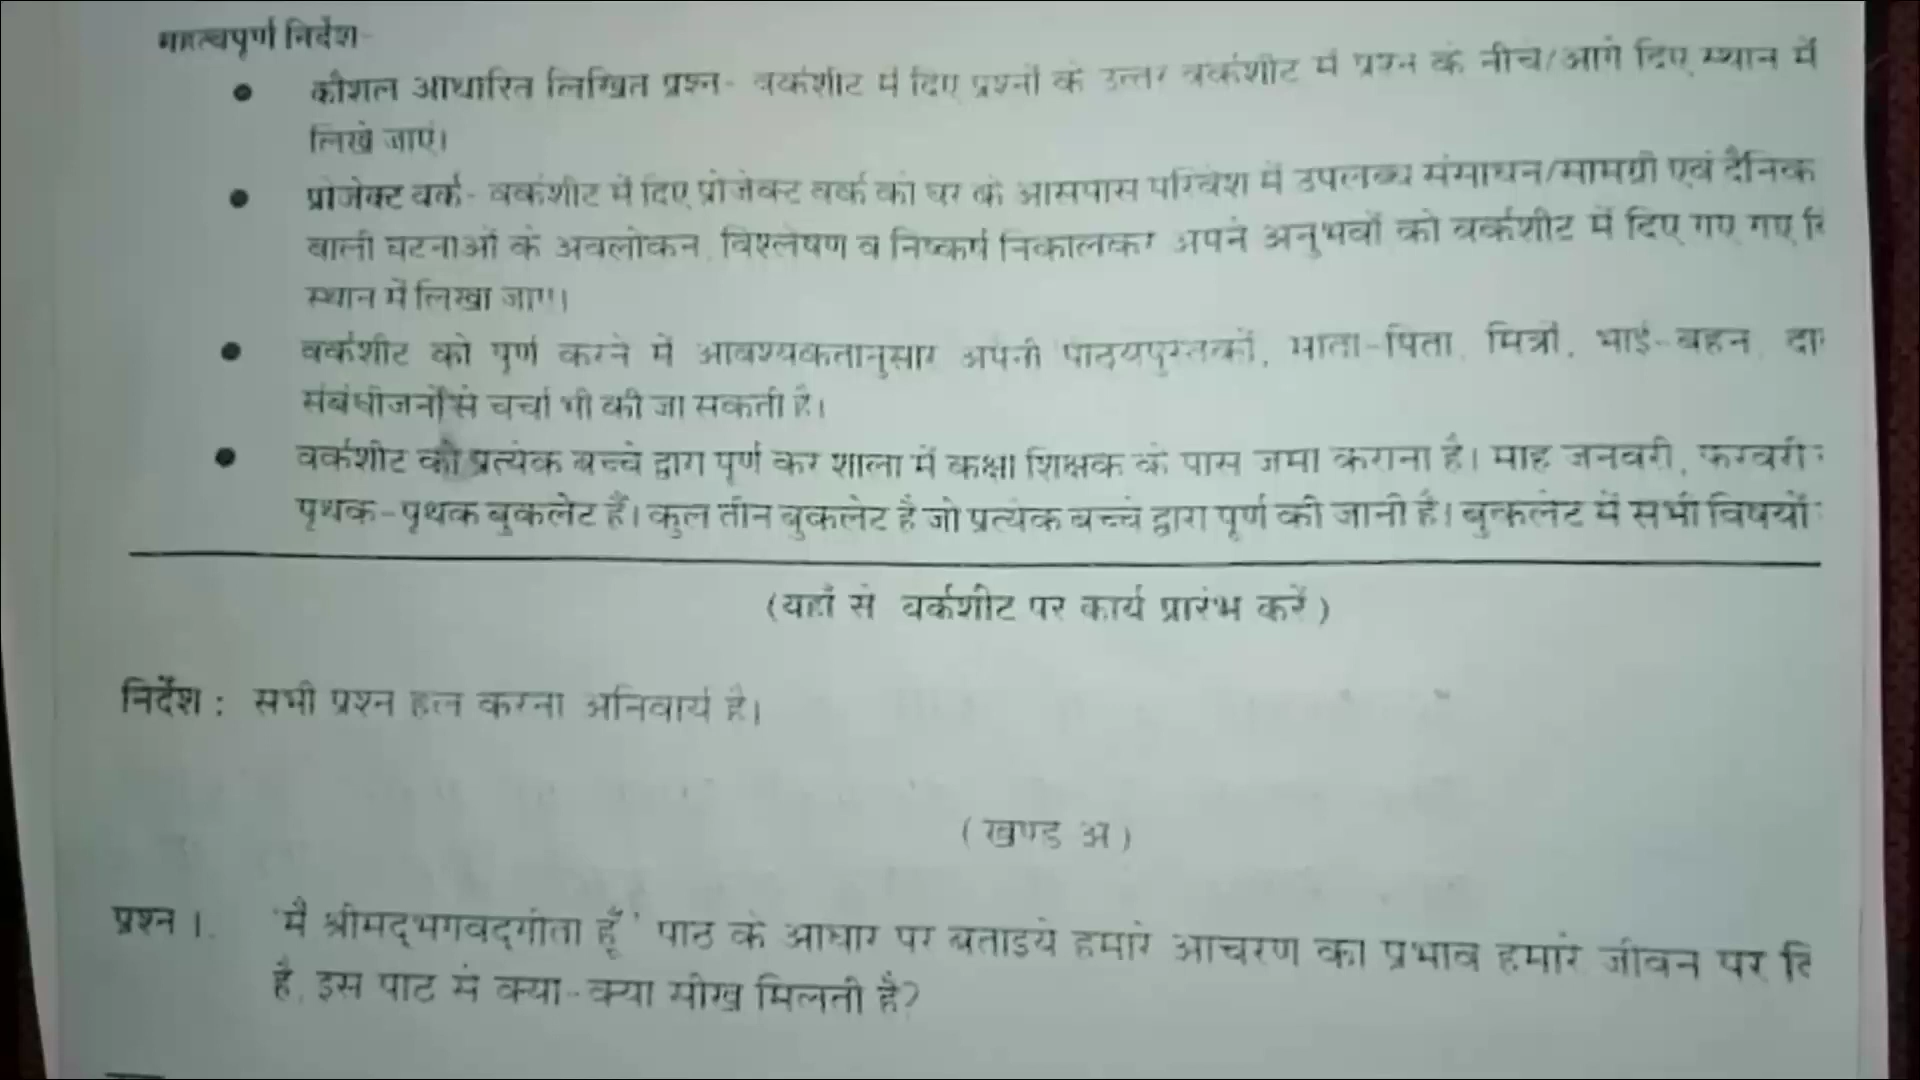 महत्वपूर्ण निर्देश-
● कौशल आधारित लिखित प्रश्न- वर्कशीट में दिए प्रश्नों के उत्तर वर्कशीट में प्रश्न के नीचे/आगे दिए स्थान में
लिखे जाएं।
● प्रोजेक्ट वर्क- वर्कशीट में दिए प्रोजेक्ट वर्क को घर के आसपास परिवेश में उपलब्ध संसाधन/सामग्री एवं दैनिक
वाली घटनाओं के अवलोकन, विश्लेषण व निष्कर्ष निकालकर अपने अनुभवों को वर्कशीट में दिए गए गए
स्थान में लिखा जाए।
● वर्कशीट को पूर्ण करने में आवश्यकतानुसार अपनी पाठ्यपुस्तकों, माता-पिता, मित्रों, भाई-बहन,
संबंधीजनों से चर्चा भी की जा सकती है।
● वर्कशीट को प्रत्येक बच्चे द्वारा पूर्ण कर शाला में कक्षा शिक्षक के पास जमा कराना है। माह जनवरी, फरवरी
पृथक-पृथक बुकलेट हैं। कुल तीन बुकलेट है जो प्रत्येक बच्चे द्वारा पूर्ण की जानी है। बुकलेट में सभी विषयों
(यहाँ से वर्कशीट पर कार्य प्रारंभ करें)
निर्देश : सभी प्रश्न हल करना अनिवार्य है।
(खण्ड अ)
प्रश्न 1. 'मैं श्रीमद्भगवद्गीता हूँ' पाठ के आधार पर बताइये हमारे आचरण का प्रभाव हमारे जीवन पर
है, इस पाठ में क्या-क्या सीख मिलती है?